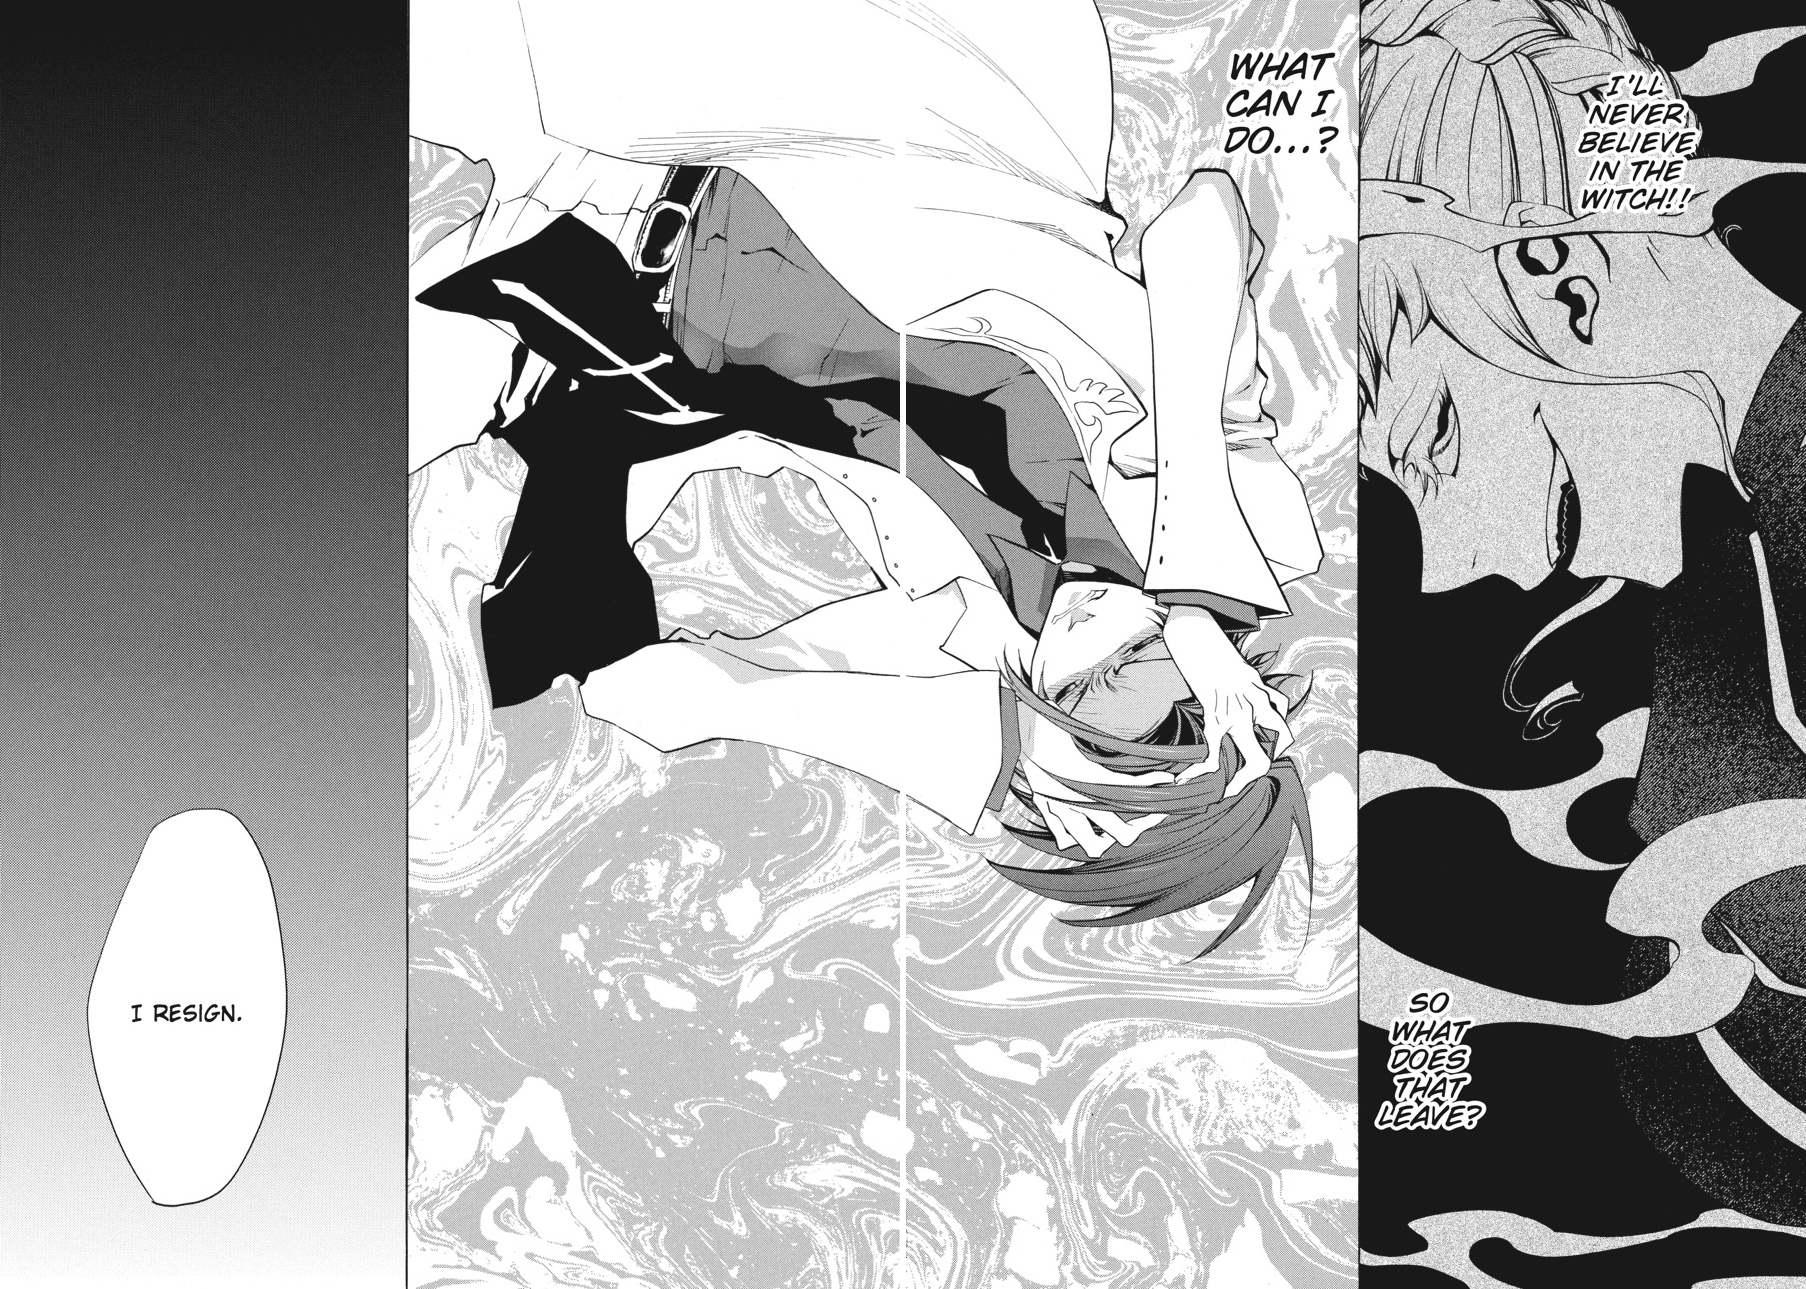 I'LL
NEVER
BELIEVE
IN THE
WITCH!!
SO
WHAT
DOES
THAT
LEAVE?
WHAT
CAN I
DO...?
I RESIGN.